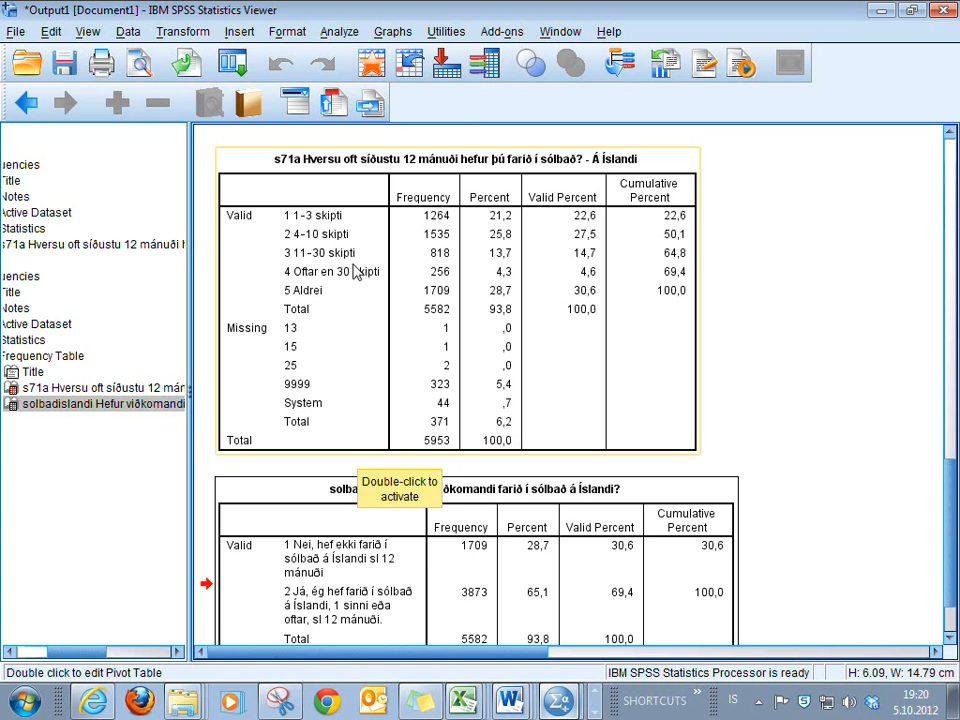 *Output1 [Document1] - IBM SPSS Statistics Viewer
File Edit View Data Transform Insert Format Analyze Graphs Utilities Add-ons Window Help
uencies
Title
Notes
Active Dataset
Statistics
s71a Hversu oft síðustu 12 mánuði h
uencies
Title
Notes
Active Dataset
Statistics
Frequency Table
Title
s71a Hversu oft síðustu 12 már
solbadislandi Hefur viðkomandi
s71a Hversu oft síðustu 12 mánuði hefur þú farið í sólbað? - Á Íslandi
Frequency Percent Valid Percent Cumulative Percent
Valid 1 1-3 skipti 1264 21,2 22,6 22,6
2 4-10 skipti 1535 25,8 27,5 50,1
3 11-30 skipti 818 13,7 14,7 64,8
4 Oftar en 30 skipti 256 4,3 4,6 69,4
5 Aldrei 1709 28,7 30,6 100,0
Total 5582 93,8 100,0
Missing 13 1 ,0
15 1 ,0
25 2 ,0
9999 323 5,4
System 44 ,7
Total 371 6,2
Total 5953 100,0
Double-click to
activate
solba ðkomandi farið í sólbað á Íslandi?
Frequency Percent Valid Percent Cumulative Percent
Valid 1 Nei, hef ekki farið í 1709 28,7 30,6 30,6
sólbað á Íslandi sl 12
mánuði
2 Já, ég hef farið í sólbað 3873 65,1 69,4 100,0
á Íslandi, 1 sinni eða
oftar, sl 12 mánuði.
Total 5582 93,8 100,0
Double click to edit Pivot Table IBM SPSS Statistics Processor is ready H: 6.09, W: 14.79 cm
SHORTCUTS » IS 19:20
5.10.2012